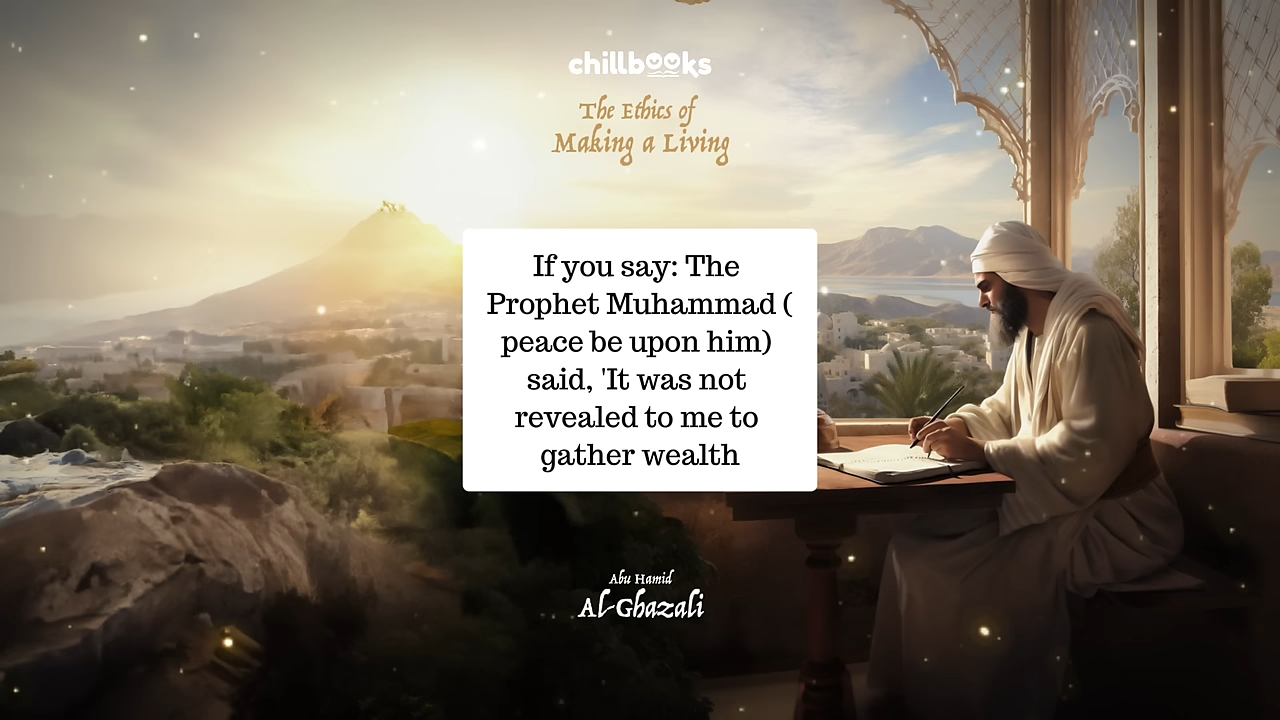 chillbooks
The Ethics of
Making a Living
If you say: The
Prophet Muhammad (
peace be upon him)
said, 'It was not
revealed to me to
gather wealth
Abu Hamid
Al-Ghazali